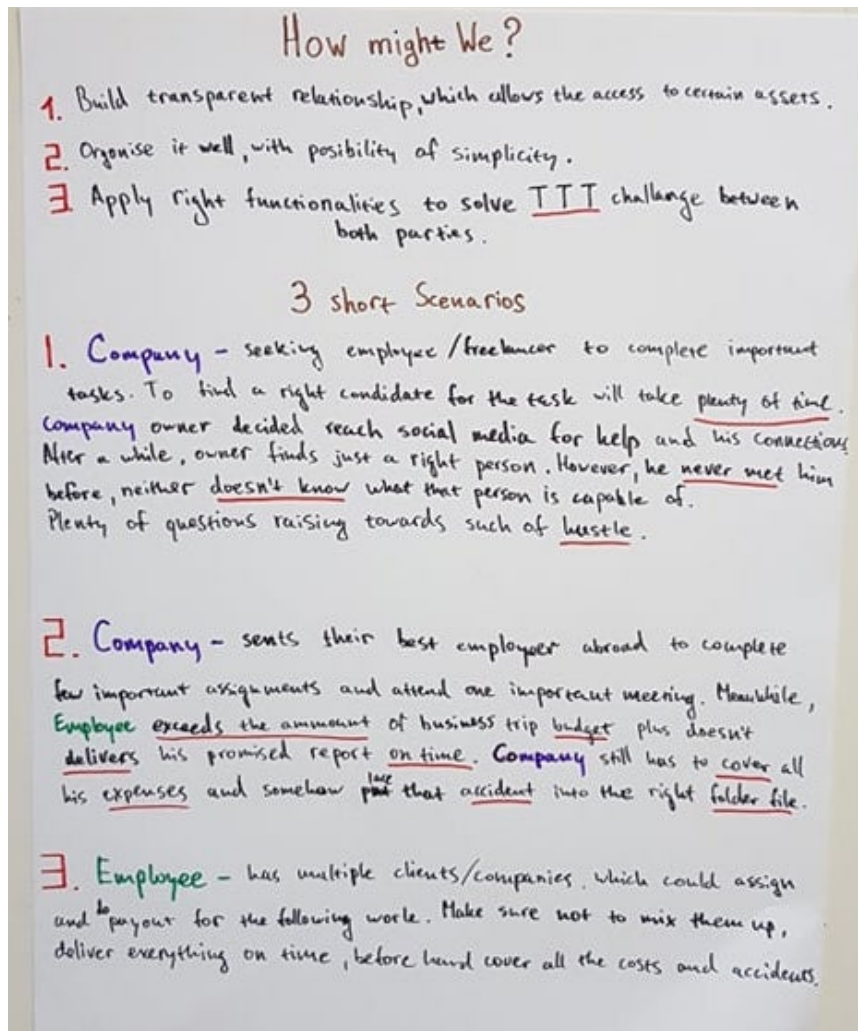 How might We?
1. Build transparent relationship, which allows the access to certain assets.
2. Organise it well, with posibility of simplicity.
3 Apply right functionalities to solve TTT challange between
both parties.
3 short Scenarios
1. Company – seeking employee/freelancer to complete important
tasks. To find a right candidate for the task will take plenty of time.
Company owner decided reach social media for help and his connections
After a while, owner finds just a right person. However, he never met him
before, neither doesn't know what that person is capable of.
Plenty of questions raising towards such of hustle.
2. Company – sents their best employeer abroad to complete
few important assignments and attend one important meening. Meanwhile,
Employee exceeds the ammount of business trip budget plus doesn't
delivers his promised report on time. Company still has to cover all
his expenses and somehow place that accident into the right folder file.
3. Employee – has multiple clients/companies, which could assign
and to payout for the following work. Make sure not to mix them up,
deliver everything on time, before hand cover all the costs and accidents.